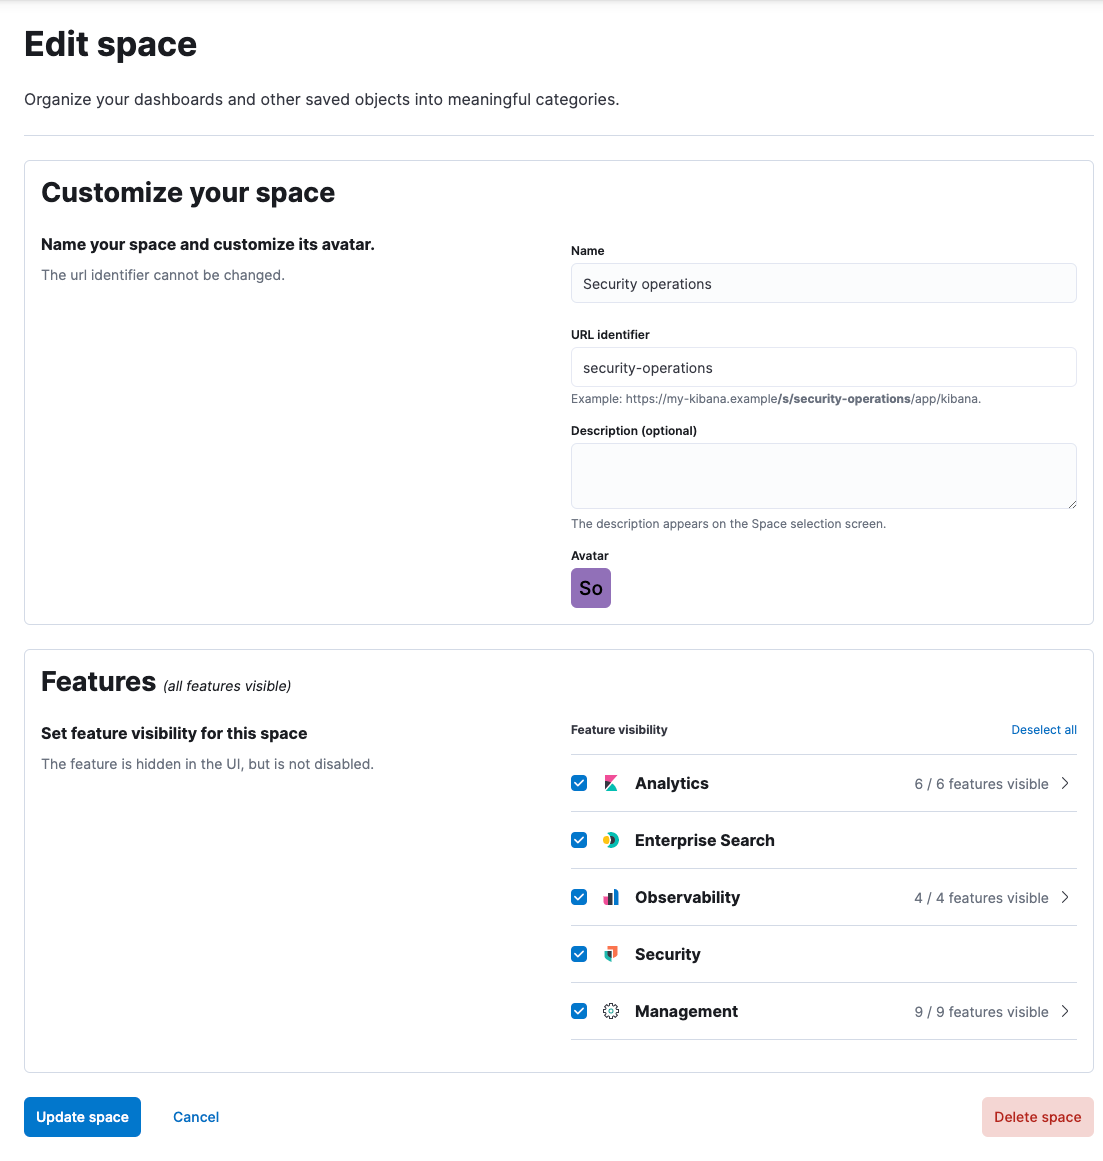 Edit space
Organize your dashboards and other saved objects into meaningful categories.
Customize your space
Name your space and customize its avatar.
The url identifier cannot be changed.
Name
Security operations
URL identifier
security-operations
Example: https://my-kibana.example/s/security-operations/app/kibana.
Description (optional)
The description appears on the Space selection screen.
Avatar
So
Features (all features visible)
Set feature visibility for this space
The feature is hidden in the UI, but is not disabled.
Feature visibility Deselect all
Analytics 6 / 6 features visible
Enterprise Search
Observability 4 / 4 features visible
Security
Management 9 / 9 features visible
Update space Cancel Delete space